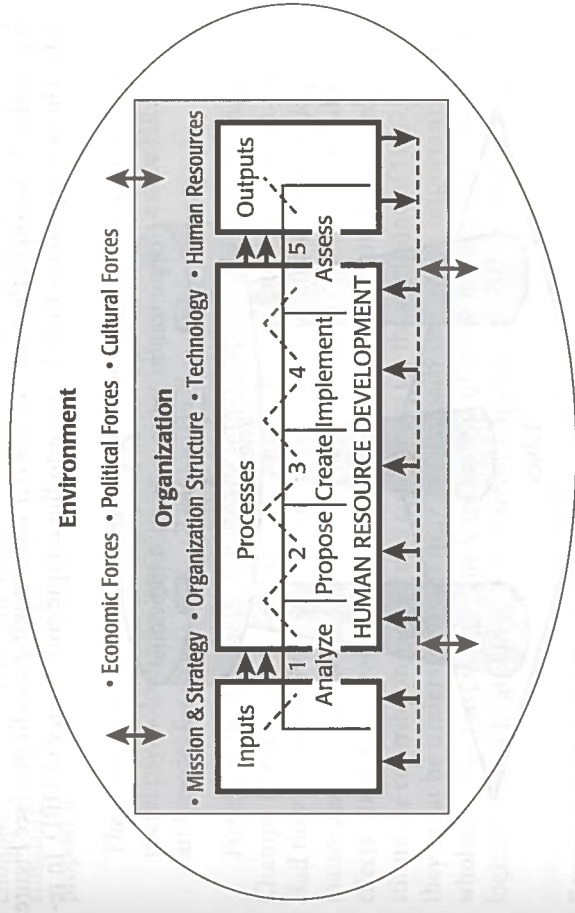 Environment
• Economic Forces • Political Forces • Cultural Forces
Organization
• Mission & Strategy • Organization Structure • Technology • Human Resources
Inputs
Processes
Outputs
1 2 3 4 5
Analyze Propose Create Implement Assess
HUMAN RESOURCE DEVELOPMENT